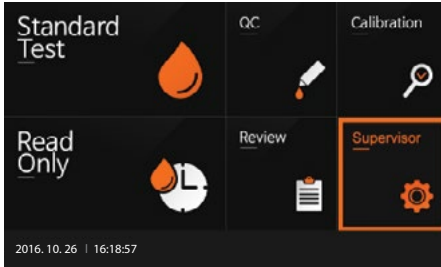 Standard
Test
QC
Calibration
Read
Only
Review
Supervisor
2016. 10. 26 | 16:18:57